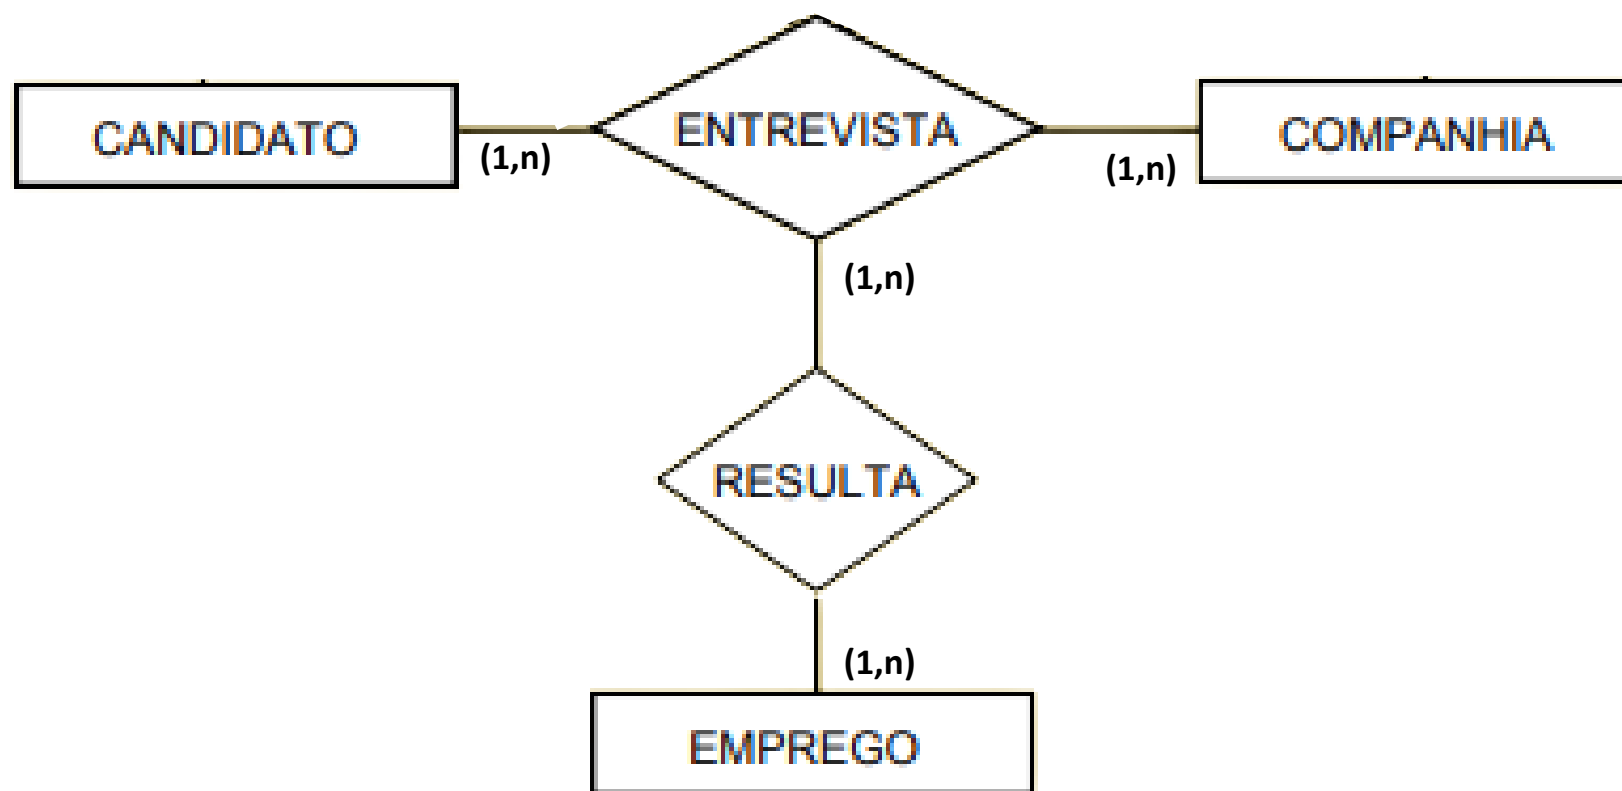 CANDIDATO
(1,n)
ENTREVISTA
(1,n)
COMPANHIA
(1,n)
RESULTA
(1,n)
EMPREGO